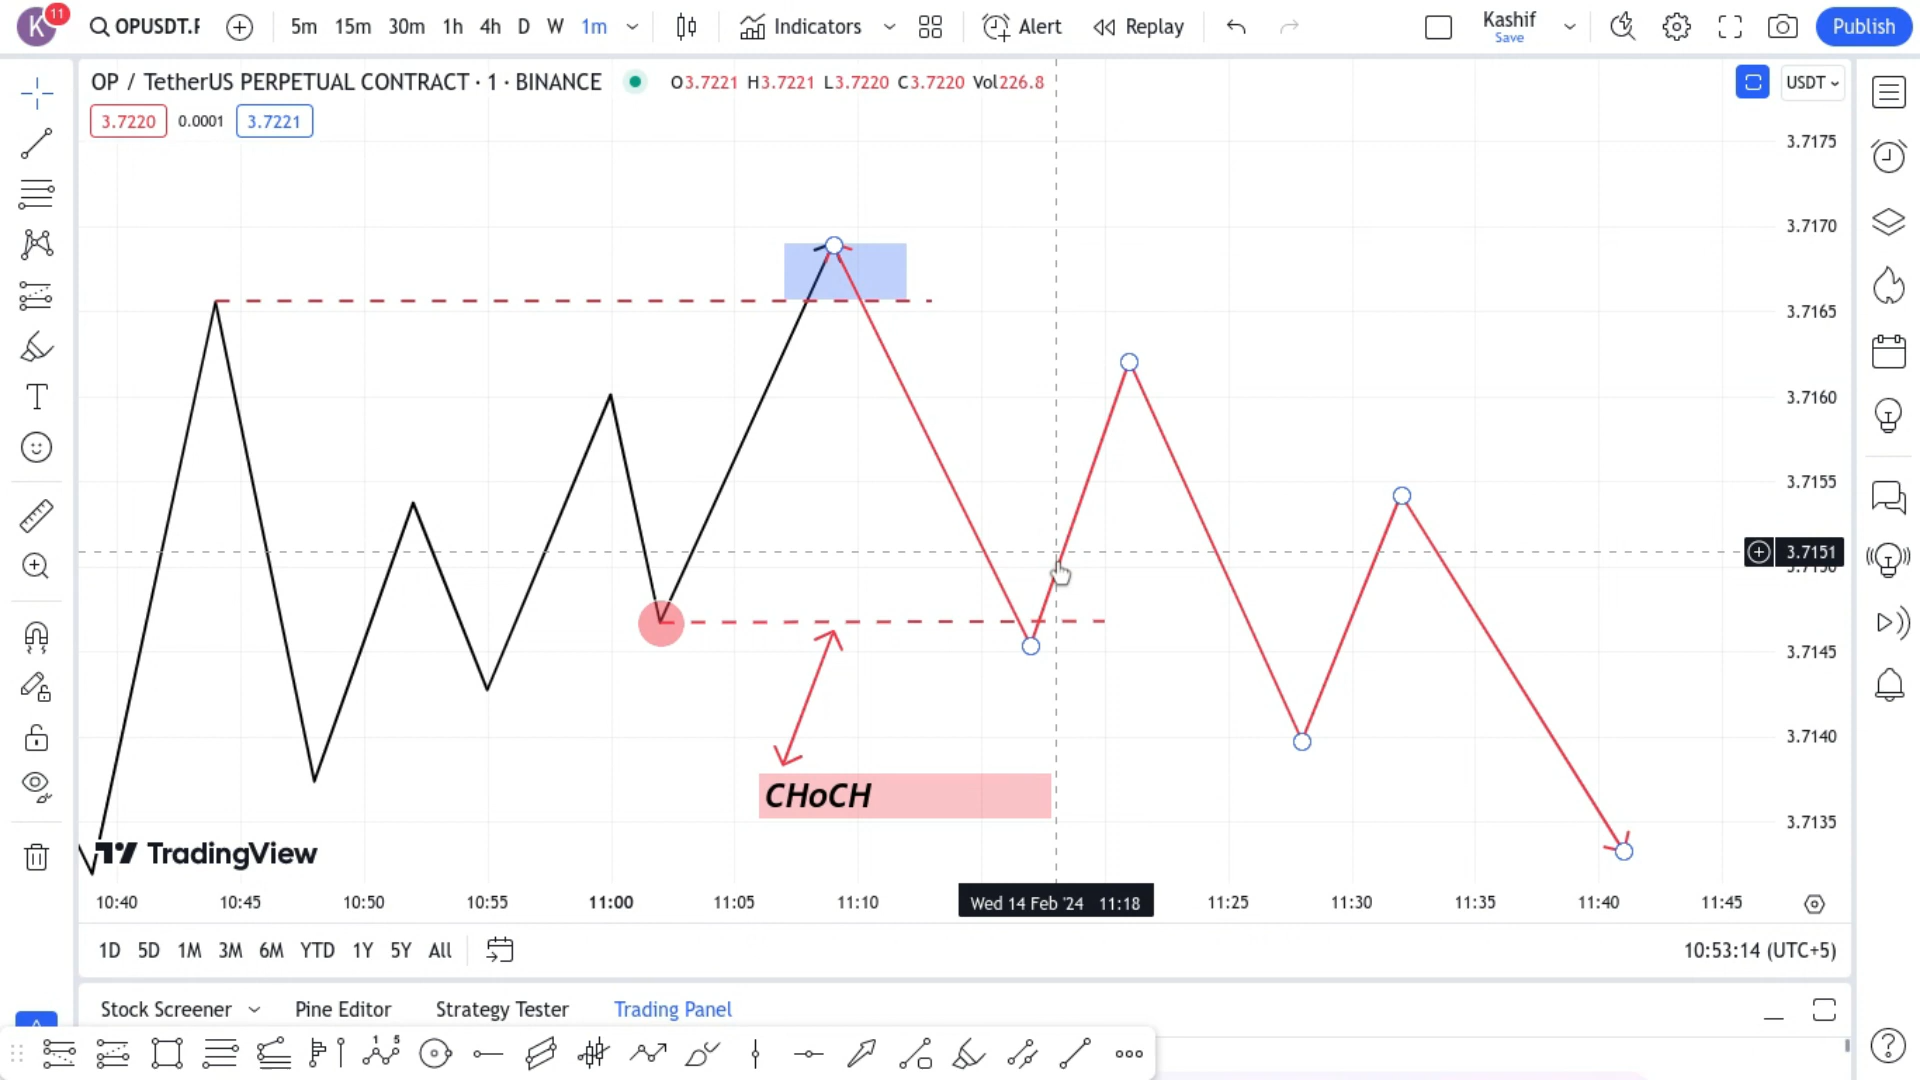 K 11 OPUSDT.F 5m 15m 30m 1h 4h D W 1m Indicators Alert Replay Kashif Save Publish
OP / TetherUS PERPETUAL CONTRACT · 1 · BINANCE O3.7221 H3.7221 L3.7220 C3.7220 Vol226.8 USDT
3.7220 0.0001 3.7221
3.7175
3.7170
3.7165
3.7160
3.7155
3.7151
3.7150
3.7145
3.7140
CHoCH
3.7135
TradingView
10:40 10:45 10:50 10:55 11:00 11:05 11:10 Wed 14 Feb '24 11:18 11:25 11:30 11:35 11:40 11:45
1D 5D 1M 3M 6M YTD 1Y 5Y All 10:53:14 (UTC+5)
Stock Screener Pine Editor Strategy Tester Trading Panel